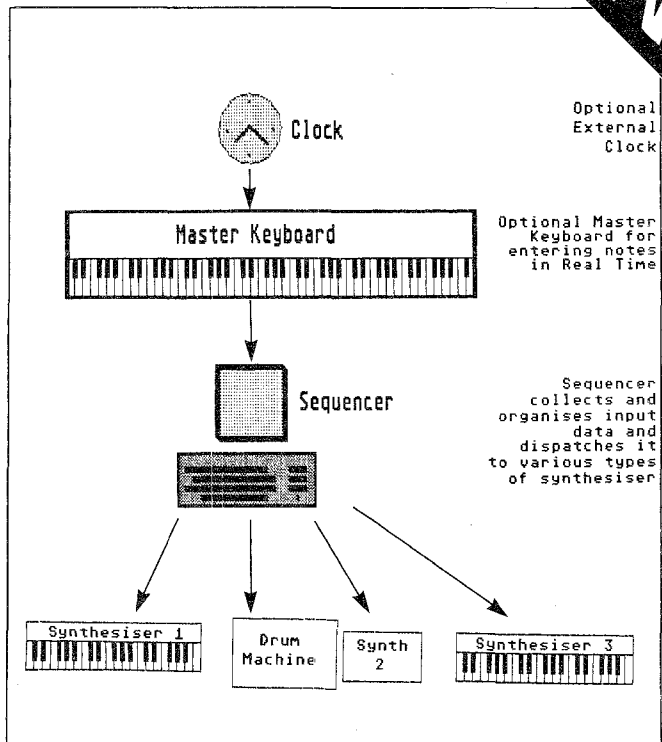 Clock
Optional
External
Clock
Master Keyboard
Optional Master
Keyboard for
entering notes
in Real Time
Sequencer
Sequencer
collects and
organises input
data and
dispatches it
to various types
of synthesiser
Synthesiser 1
Drum
Machine
Synth
2
Synthesiser 3